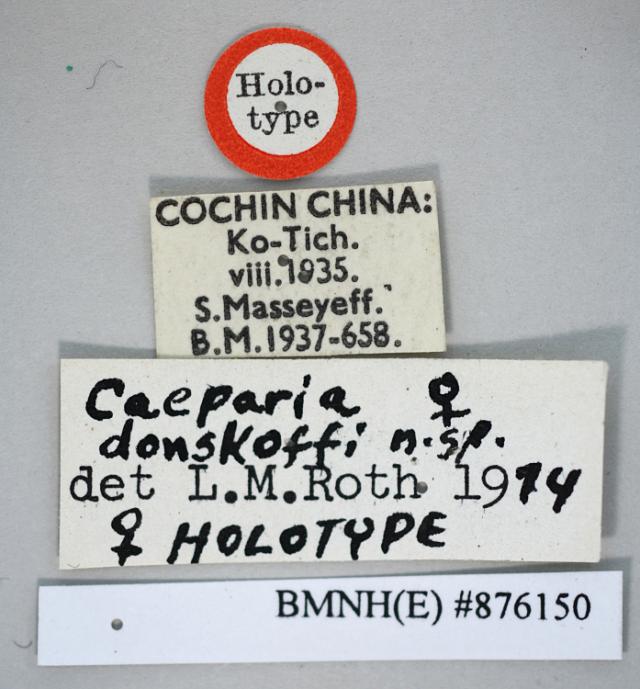 Holo-
type
COCHIN CHINA:
Ko-Tich.
viii.1935.
S.Masseyeff.
B.M.1937-658.
Caeparia ♀
donskoffi n.sp.
det L.M.Roth 1974
♀ HOLOTYPE
BMNH(E) #876150